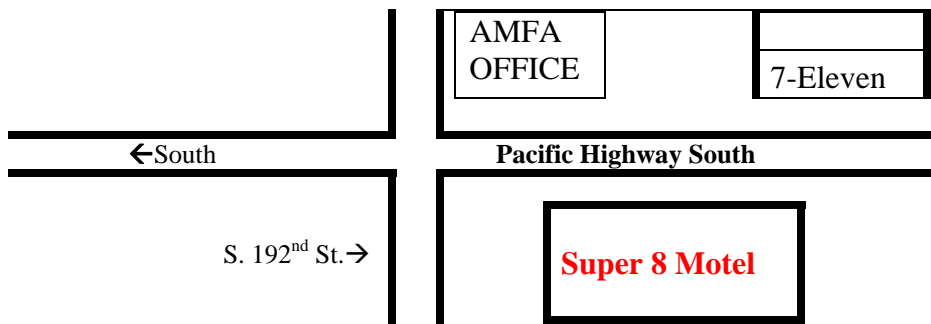 AMFA
OFFICE
7-Eleven
←South
Pacific Highway South
S. 192nd St.→
Super 8 Motel